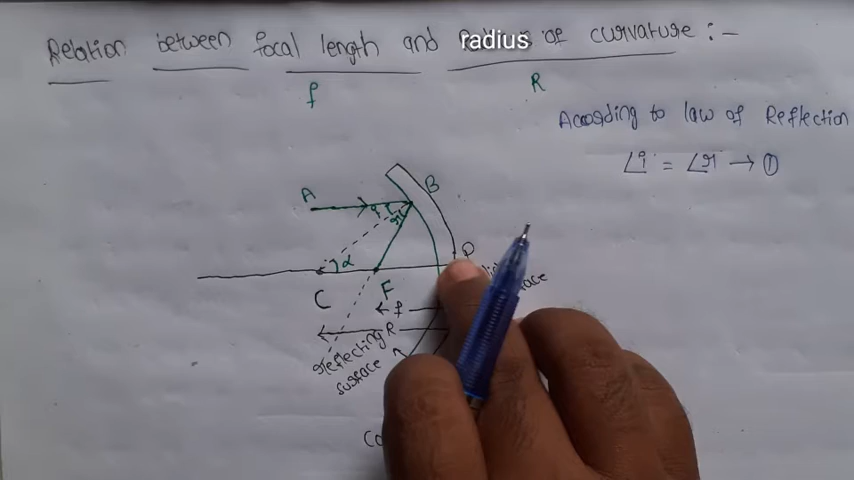 Relation between focal length and radius of curvature :-
f R
According to law of Reflection
∠i = ∠r → ①
A B
i
r
α P
C F
f
R
reflecting
surface